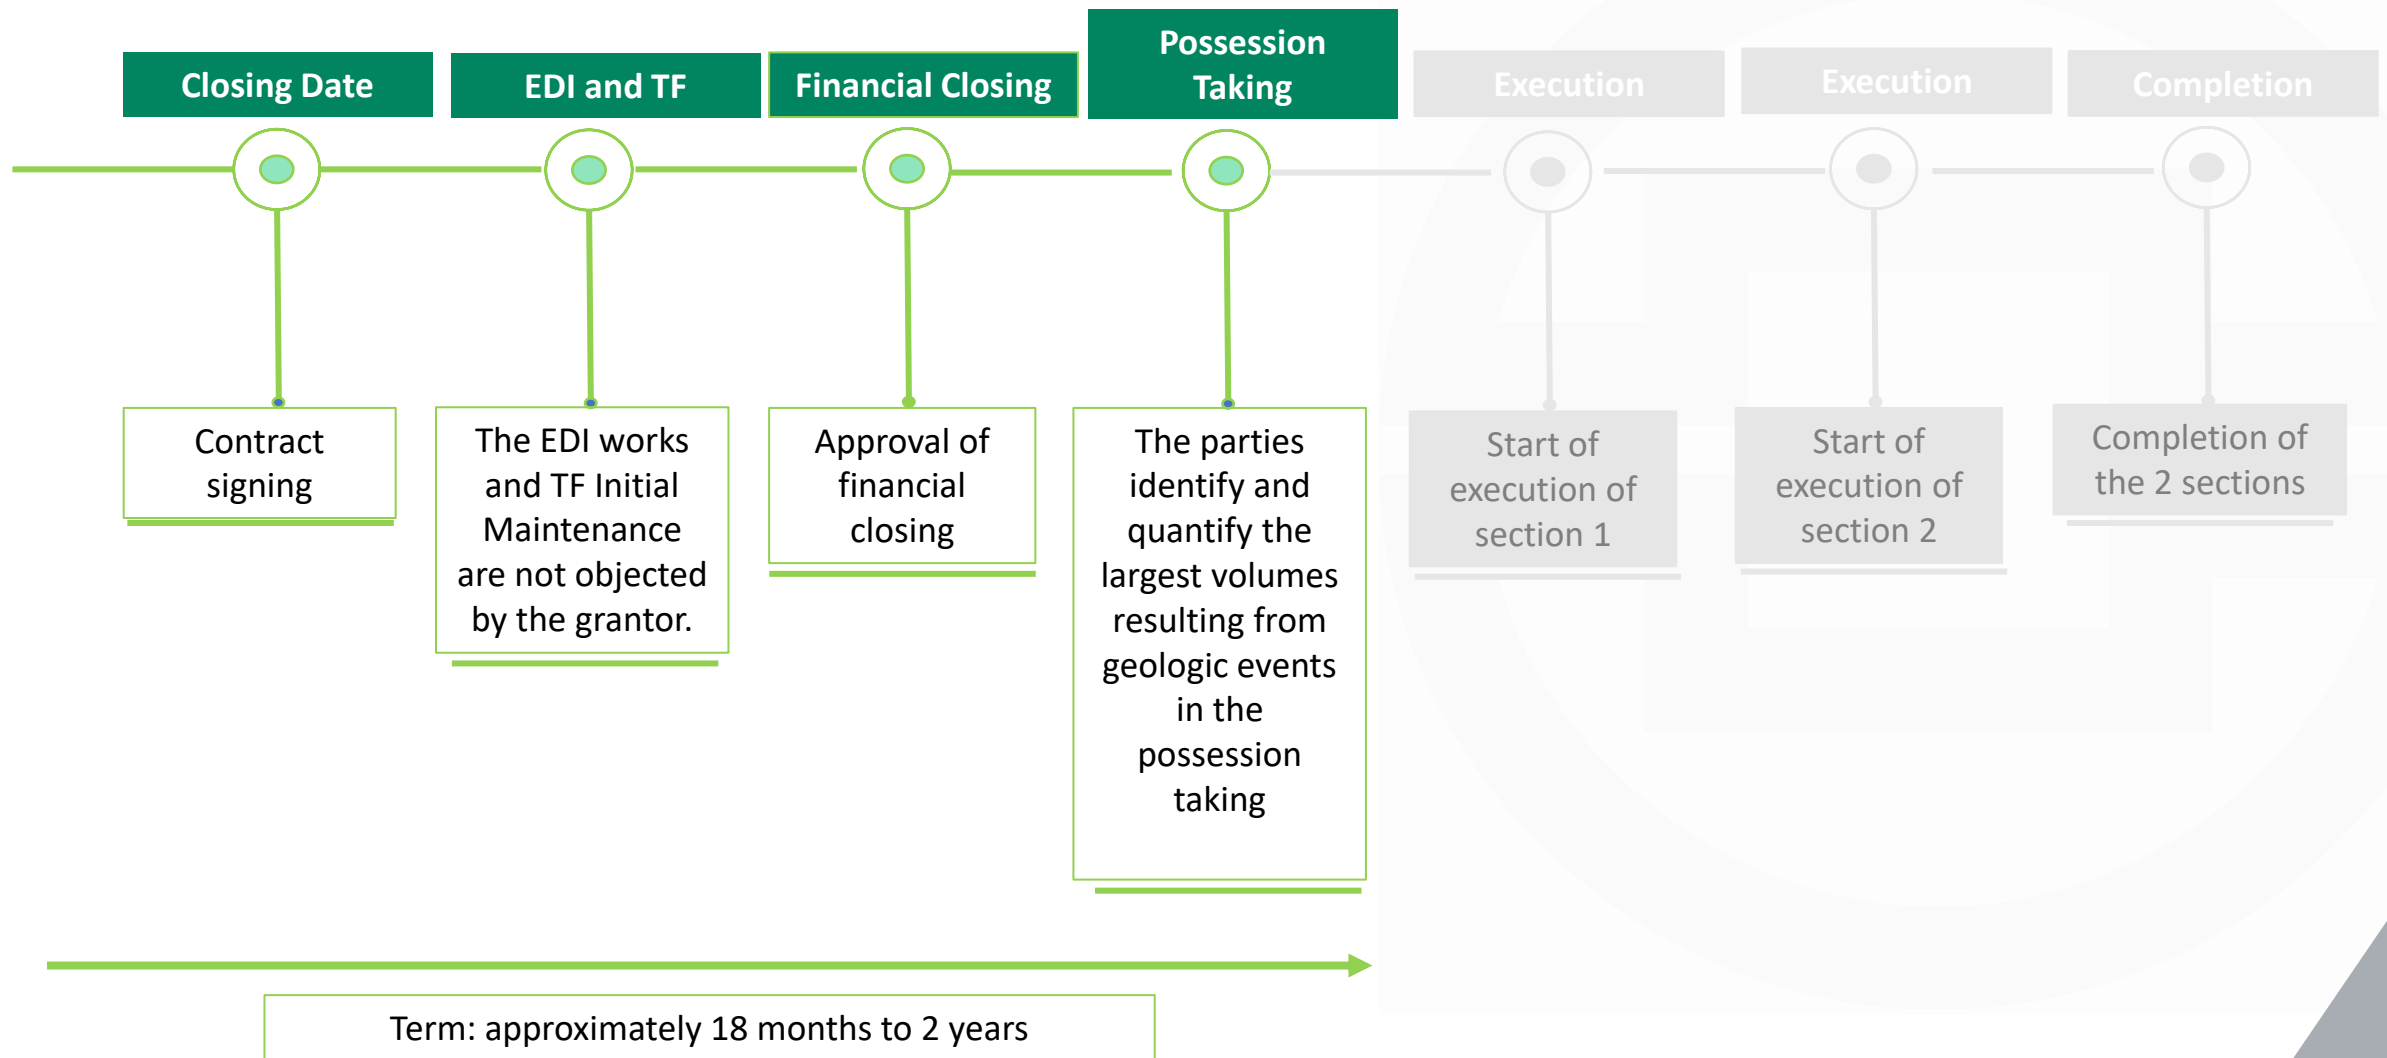 Closing Date
EDI and TF
Financial Closing
Possession
Taking
Execution
Execution
Completion
Contract
signing
The EDI works
and TF Initial
Maintenance
are not objected
by the grantor.
Approval of
financial
closing
The parties
identify and
quantify the
largest volumes
resulting from
geologic events
in the
possession
taking
Start of
execution of
section 1
Start of
execution of
section 2
Completion of
the 2 sections
Term: approximately 18 months to 2 years